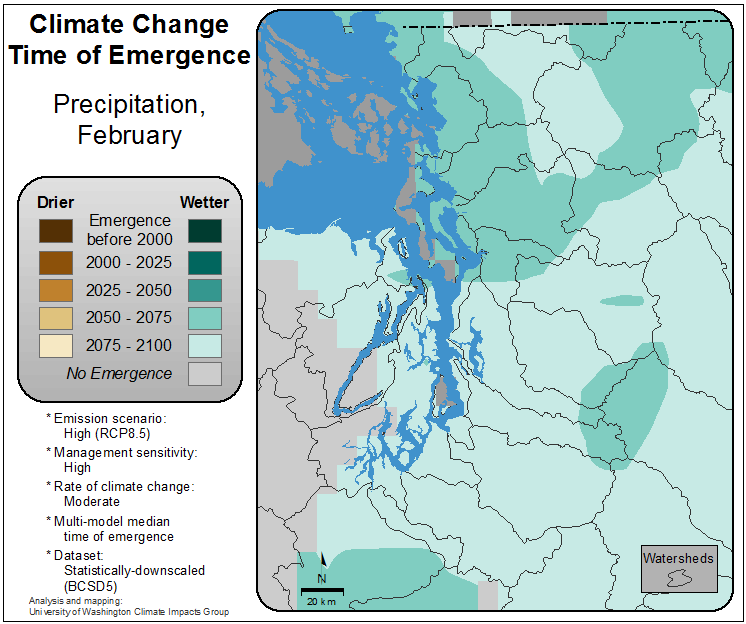 Climate Change
Time of Emergence
Precipitation,
February
Drier
Wetter
Emergence
before 2000
2000 - 2025
2025 - 2050
2050 - 2075
2075 - 2100
No Emergence
* Emission scenario:
High (RCP8.5)
* Management sensitivity:
High
* Rate of climate change:
Moderate
* Multi-model median
time of emergence
* Dataset:
Statistically-downscaled
(BCSD5)
Analysis and mapping:
University of Washington Climate Impacts Group
N
20 km
Watersheds